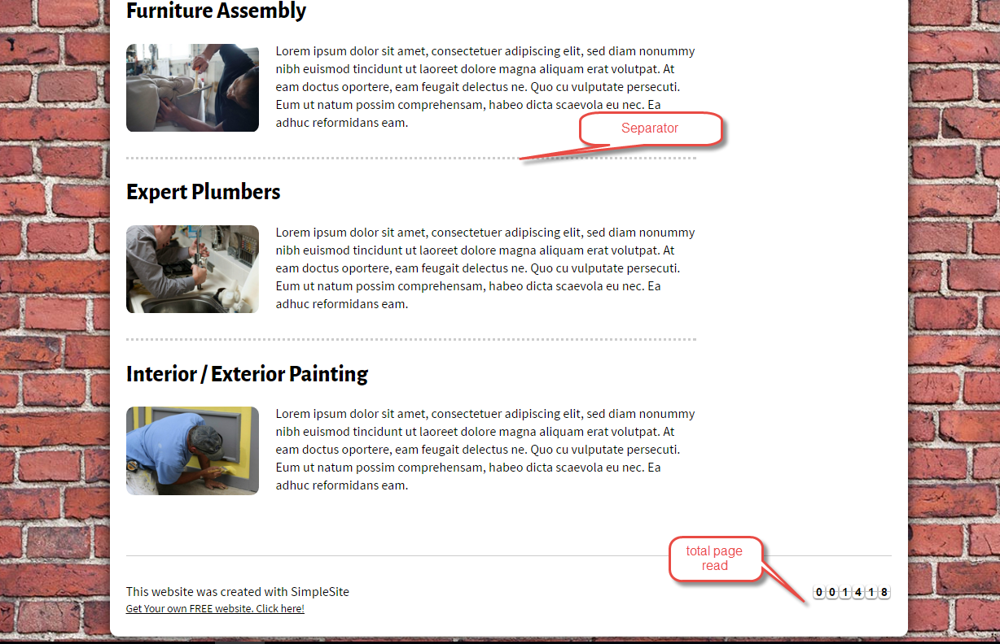 Furniture Assembly
Lorem ipsum dolor sit amet, consectetuer adipiscing elit, sed diam nonummy
nibh euismod tincidunt ut laoreet dolore magna aliquam erat volutpat. At
eam doctus oportere, eam feugait delectus ne. Quo cu vulputate persecuti.
Eum ut natum possim comprehensam, habeo dicta scaevola eu nec. Ea
adhuc reformidans eam.
Separator
Expert Plumbers
Lorem ipsum dolor sit amet, consectetuer adipiscing elit, sed diam nonummy
nibh euismod tincidunt ut laoreet dolore magna aliquam erat volutpat. At
eam doctus oportere, eam feugait delectus ne. Quo cu vulputate persecuti.
Eum ut natum possim comprehensam, habeo dicta scaevola eu nec. Ea
adhuc reformidans eam.
Interior / Exterior Painting
Lorem ipsum dolor sit amet, consectetuer adipiscing elit, sed diam nonummy
nibh euismod tincidunt ut laoreet dolore magna aliquam erat volutpat. At
eam doctus oportere, eam feugait delectus ne. Quo cu vulputate persecuti.
Eum ut natum possim comprehensam, habeo dicta scaevola eu nec. Ea
adhuc reformidans eam.
total page
read
This website was created with SimpleSite
001418
Get Your own FREE website. Click here!